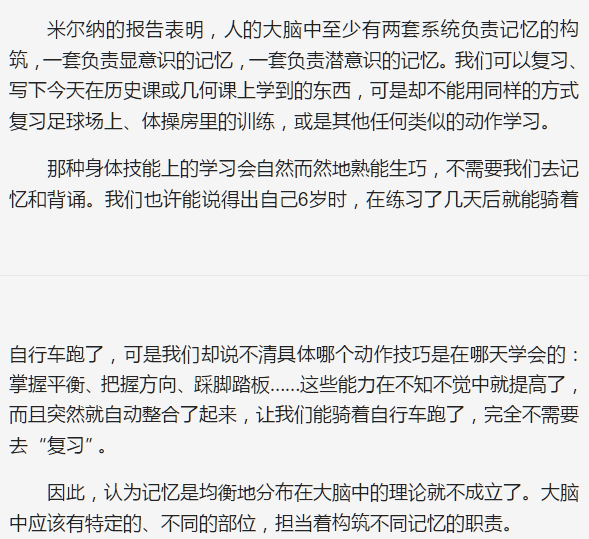 米尔纳的报告表明，人的大脑中至少有两套系统负责记忆的构
筑，一套负责显意识的记忆，一套负责潜意识的记忆。我们可以复习、
写下今天在历史课或几何课上学到的东西，可是却不能用同样的方式
复习足球场上、体操房里的训练，或是其他任何类似的动作学习。
那种身体技能上的学习会自然而然地熟能生巧，不需要我们去记
忆和背诵。我们也许能说得出自己6岁时，在练习了几天后就能骑着
自行车跑了，可是我们却说不清具体哪个动作技巧是在哪天学会的：
掌握平衡、把握方向、踩脚踏板……这些能力在不知不觉中就提高了，
而且突然就自动整合了起来，让我们能骑着自行车跑了，完全不需要
去“复习”。
因此，认为记忆是均衡地分布在大脑中的理论就不成立了。大脑
中应该有特定的、不同的部位，担当着构筑不同记忆的职责。